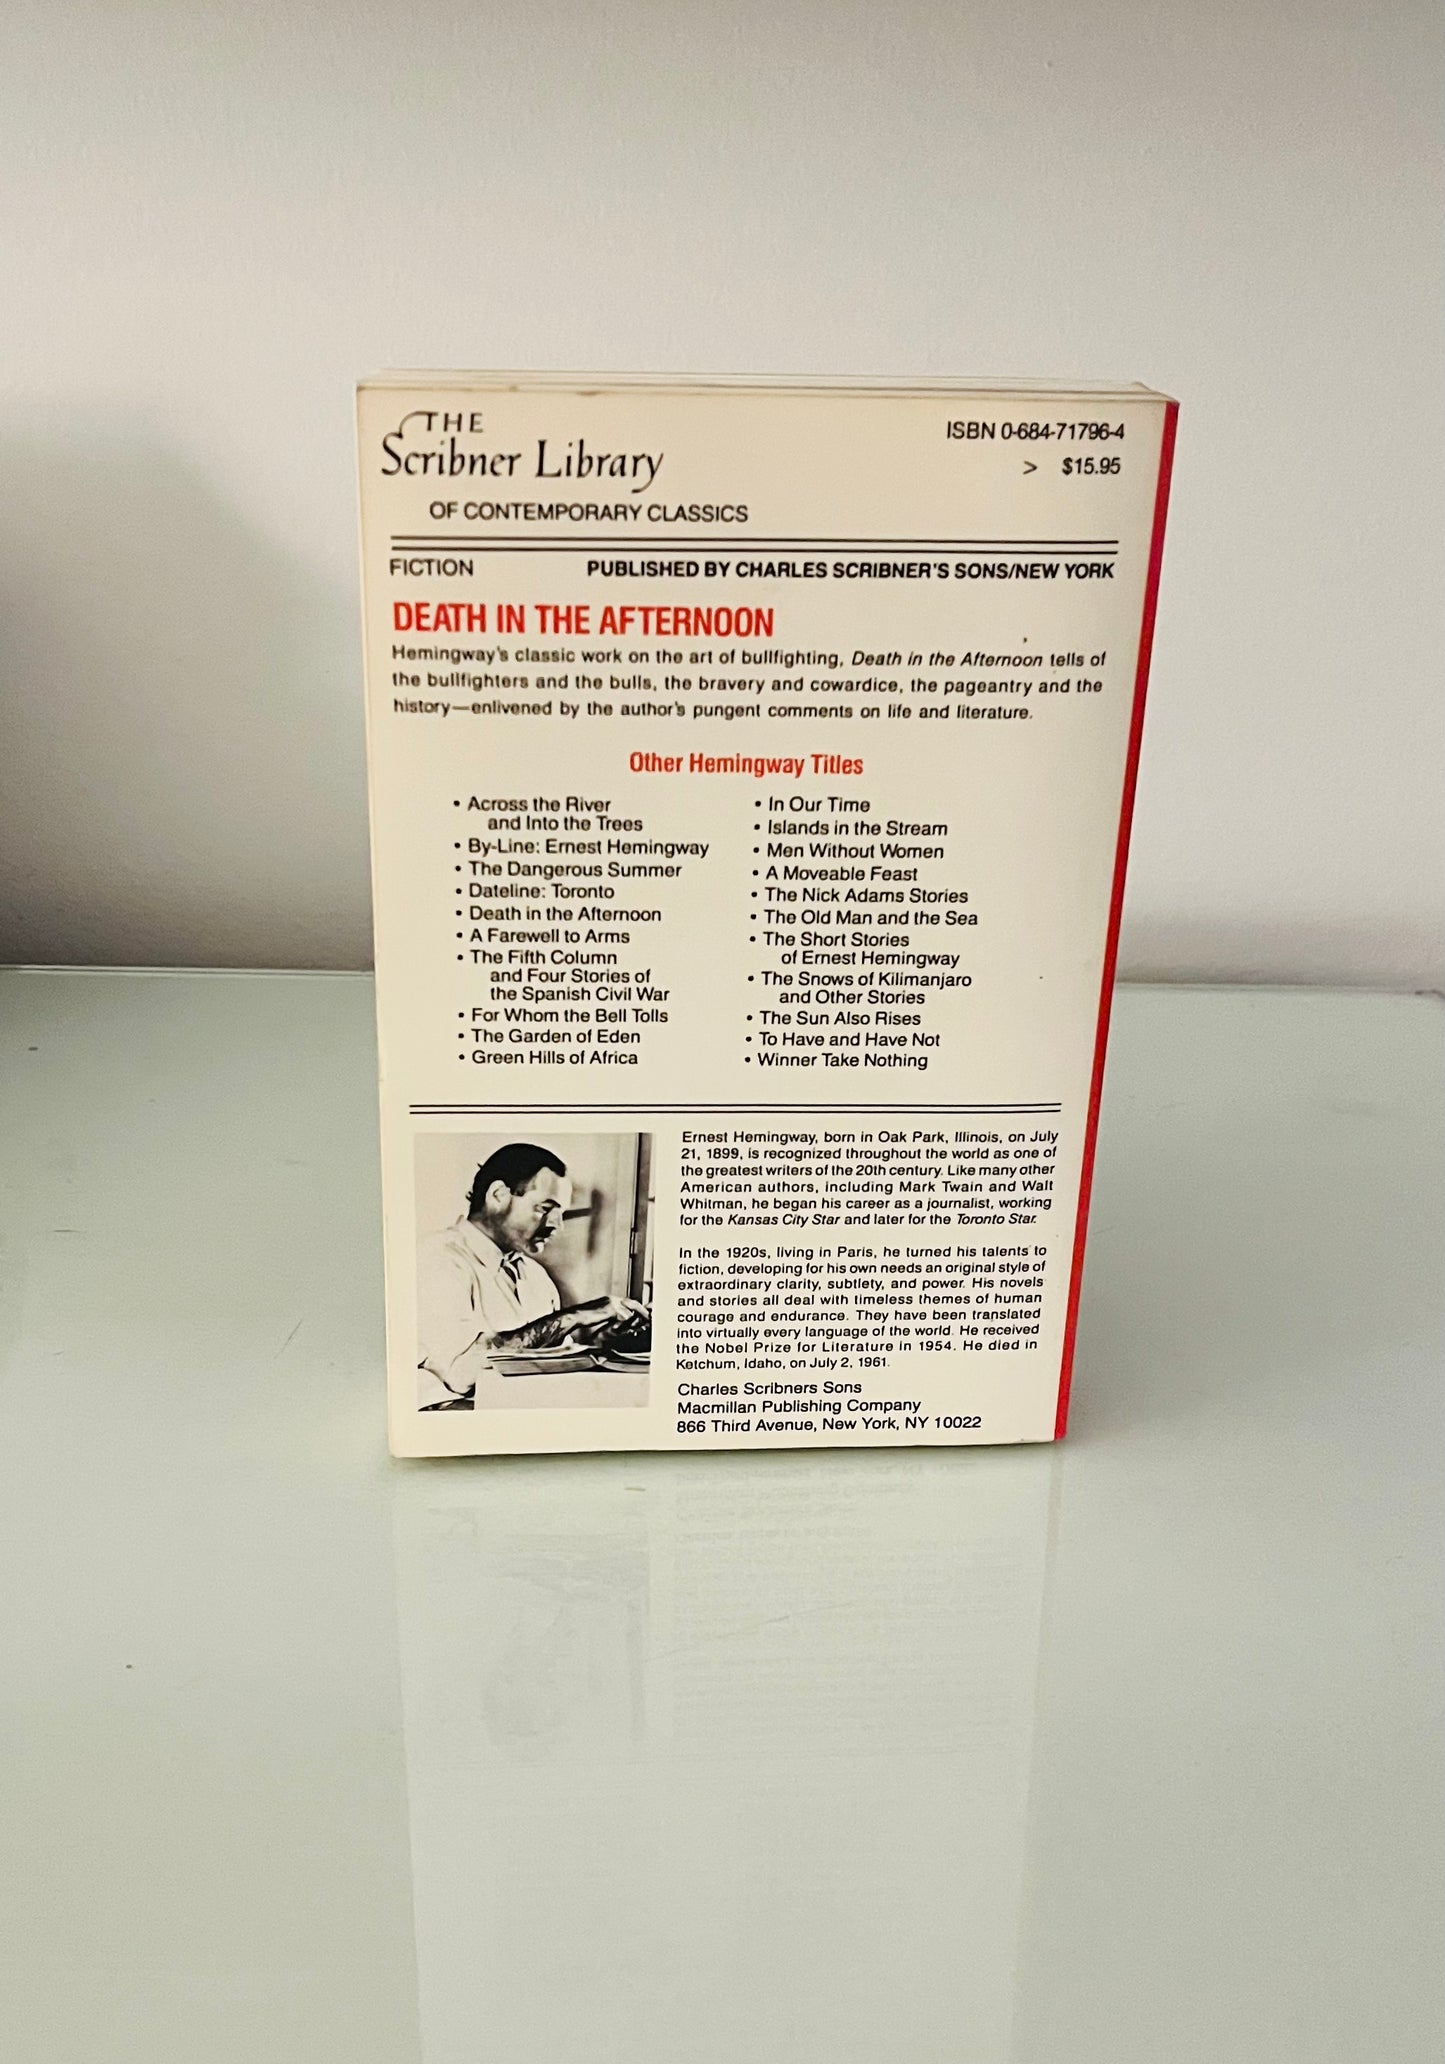 THE
Scribner Library
OF CONTEMPORARY CLASSICS
ISBN 0-684-71796-4
> $15.95
FICTION
PUBLISHED BY CHARLES SCRIBNER'S SONS/NEW YORK
DEATH IN THE AFTERNOON
Hemingway's classic work on the art of bullfighting, Death in the Afternoon tells of
the bullfighters and the bulls, the bravery and cowardice, the pageantry and the
history—enlivened by the author's pungent comments on life and literature.
Other Hemingway Titles
• Across the River
and Into the Trees
• By-Line: Ernest Hemingway
• The Dangerous Summer
• Dateline: Toronto
• Death in the Afternoon
• A Farewell to Arms
• The Fifth Column
and Four Stories of
the Spanish Civil War
• For Whom the Bell Tolls
• The Garden of Eden
• Green Hills of Africa
• In Our Time
• Islands in the Stream
• Men Without Women
• A Moveable Feast
• The Nick Adams Stories
• The Old Man and the Sea
• The Short Stories
of Ernest Hemingway
• The Snows of Kilimanjaro
and Other Stories
• The Sun Also Rises
• To Have and Have Not
• Winner Take Nothing
Ernest Hemingway, born in Oak Park, Illinois, on July
21, 1899, is recognized throughout the world as one of
the greatest writers of the 20th century. Like many other
American authors, including Mark Twain and Walt
Whitman, he began his career as a journalist, working
for the Kansas City Star and later for the Toronto Star.
In the 1920s, living in Paris, he turned his talents to
fiction, developing for his own needs an original style of
extraordinary clarity, subtlety, and power. His novels
and stories all deal with timeless themes of human
courage and endurance. They have been translated
into virtually every language of the world. He received
the Nobel Prize for Literature in 1954. He died in
Ketchum, Idaho, on July 2, 1961.
Charles Scribners Sons
Macmillan Publishing Company
866 Third Avenue, New York, NY 10022